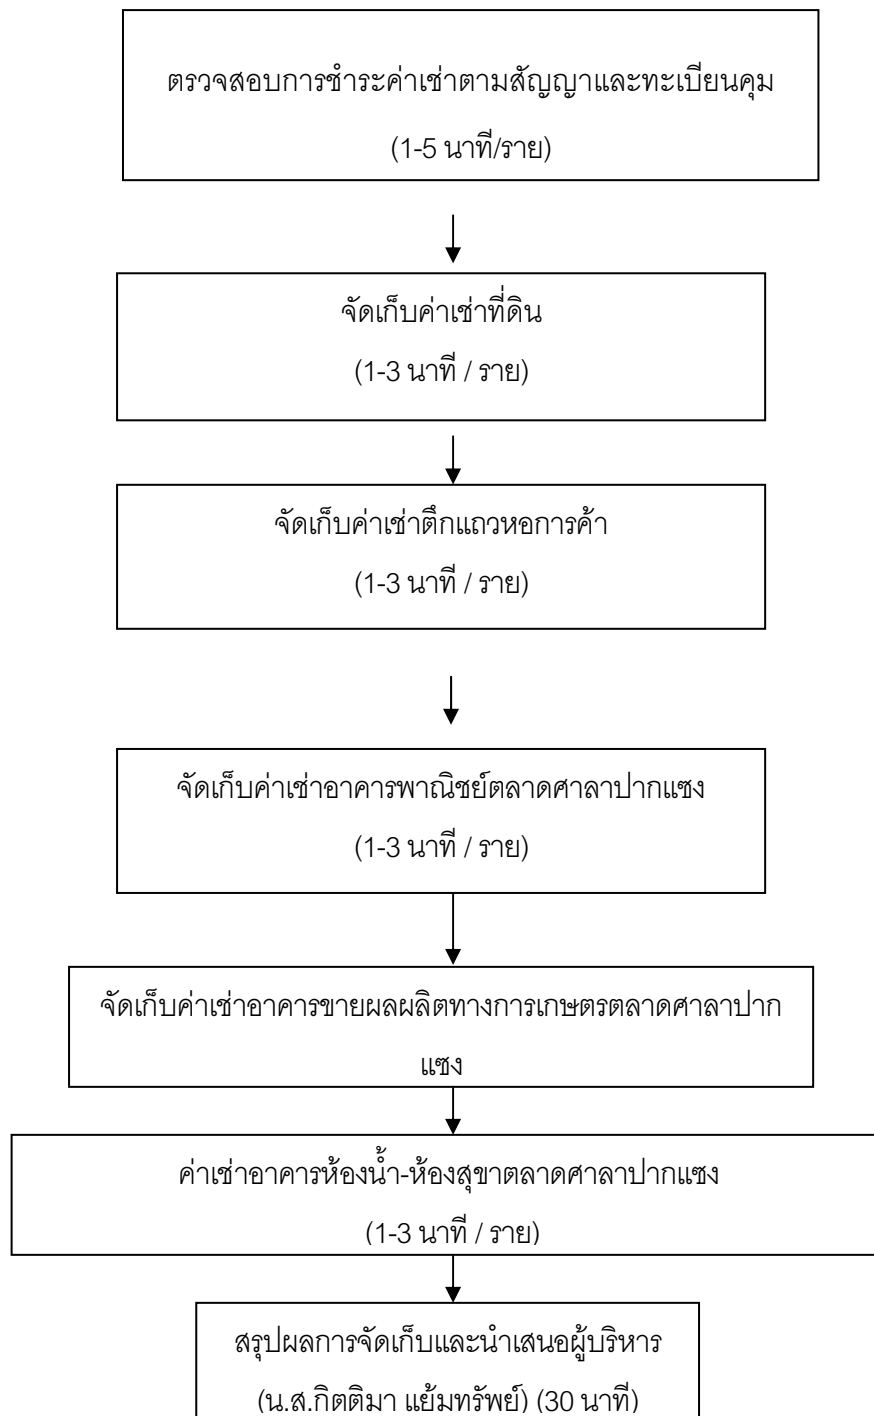 ตรวจสอบการชำระค่าเช่าตามสัญญาและทะเบียนคุม
(1-5 นาที/ราย)
จัดเก็บค่าเช่าที่ดิน
(1-3 นาที / ราย)
จัดเก็บค่าเช่าตึกแถวหอการค้า
(1-3 นาที / ราย)
จัดเก็บค่าเช่าอาคารพาณิชย์ตลาดศาลาปากแซง
(1-3 นาที / ราย)
จัดเก็บค่าเช่าอาคารขายผลผลิตทางการเกษตรตลาดศาลาปาก
แซง
ค่าเช่าอาคารห้องน้ำ-ห้องสุขาตลาดศาลาปากแซง
(1-3 นาที / ราย)
สรุปผลการจัดเก็บและนำเสนอผู้บริหาร
(น.ส.กิตติมา แย้มทรัพย์) (30 นาที)